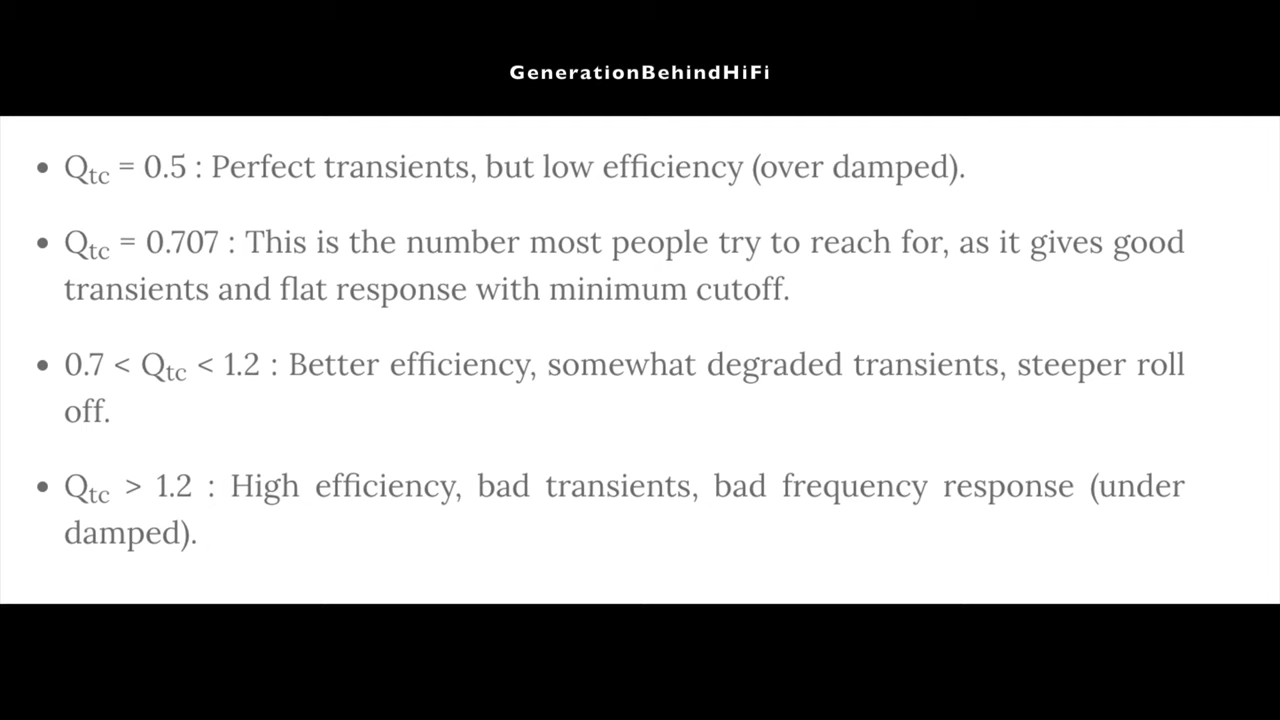 GenerationBehindHiFi
• Qtc = 0.5 : Perfect transients, but low efficiency (over damped).
• Qtc = 0.707 : This is the number most people try to reach for, as it gives good
transients and flat response with minimum cutoff.
• 0.7 < Qtc < 1.2 : Better efficiency, somewhat degraded transients, steeper roll
off.
• Qtc > 1.2 : High efficiency, bad transients, bad frequency response (under
damped).